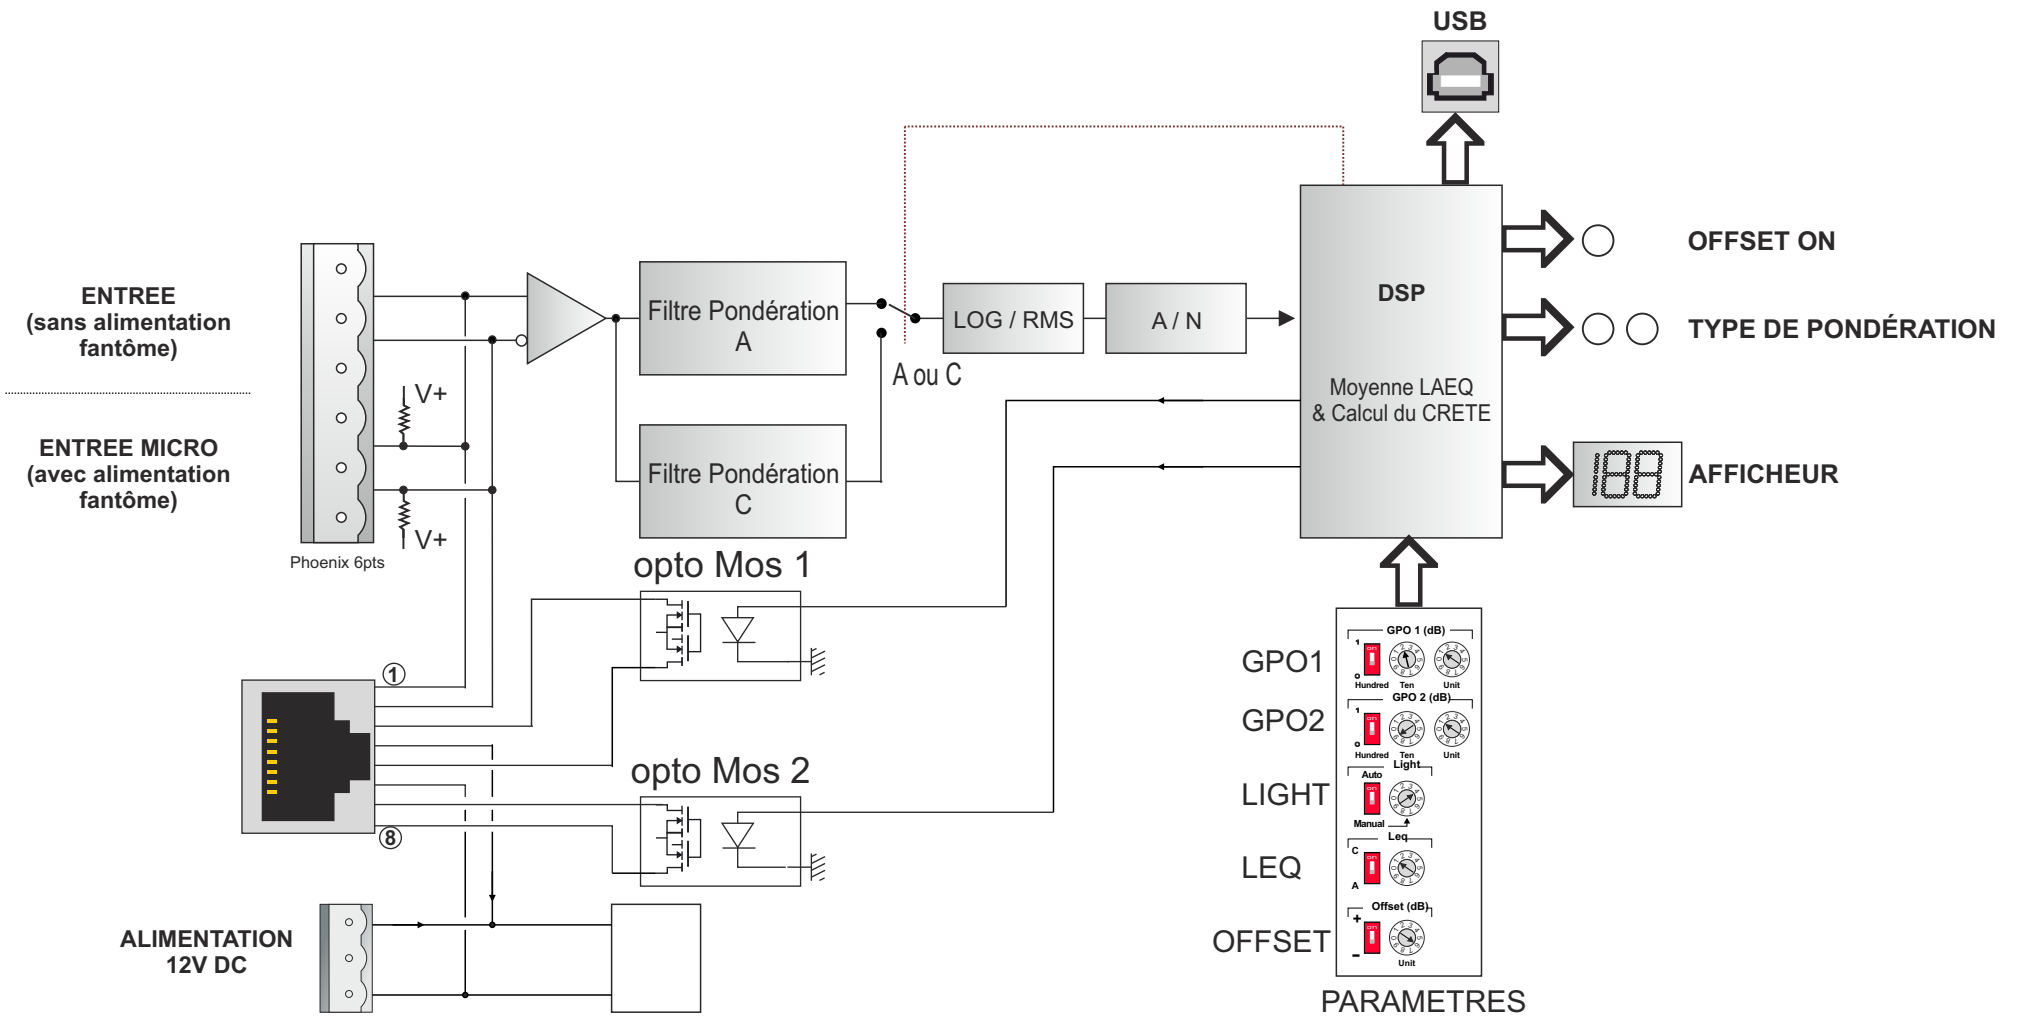 USB
ENTREE
(sans alimentation
fantôme)
ENTREE MICRO
(avec alimentation
fantôme)
Phoenix 6pts
V+
V+
Filtre Pondération
A
Filtre Pondération
C
A ou C
LOG / RMS
A / N
DSP
Moyenne LAEQ
& Calcul du CRETE
OFFSET ON
TYPE DE PONDÉRATION
AFFICHEUR
opto Mos 1
opto Mos 2
1
8
ALIMENTATION
12V DC
GPO1
GPO2
LIGHT
LEQ
OFFSET
GPO 1 (dB)
Hundred Ten Unit
GPO 2 (dB)
Hundred Ten Unit
Light
Auto
Manual
Leq
C
A
Offset (dB)
+
–
Unit
PARAMETRES